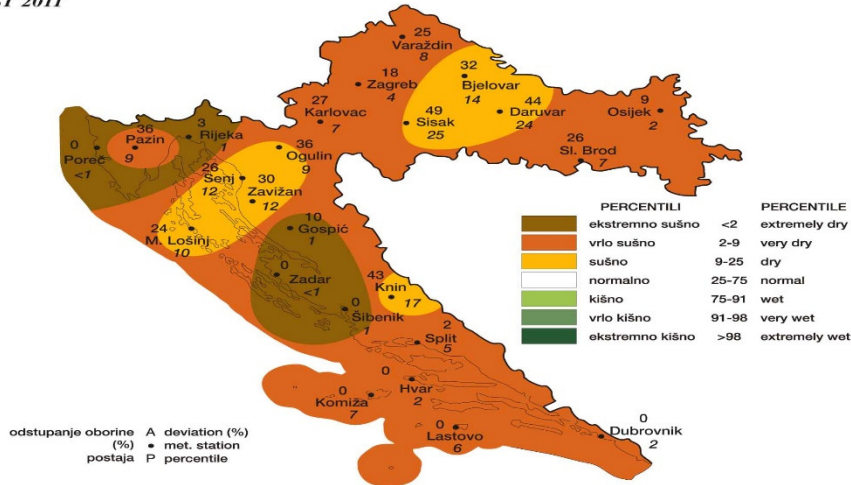 2011
25
Varaždin
8
18
Zagreb
4
32
Bjelovar
14
27
Karlovac
7
49
Sisak
25
44
Daruvar
24
9
Osijek
2
26
Sl. Brod
7
0
Poreč
<1
36
Pazin
9
3
Rijeka
1
36
Ogulin
9
26
Senj
12
30
Zavižan
12
24
M. Lošinj
10
10
Gospić
1
0
Zadar
<1
43
Knin
17
0
Šibenik
1
2
Split
5
0
Hvar
2
0
Komiža
7
0
Lastovo
6
0
Dubrovnik
2
PERCENTILI PERCENTILE
ekstremno sušno <2 extremely dry
vrlo sušno 2-9 very dry
sušno 9-25 dry
normalno 25-75 normal
kišno 75-91 wet
vrlo kišno 91-98 very wet
ekstremno kišno >98 extremely wet
odstupanje oborine A deviation (%)
(%) • met. station
postaja P percentile